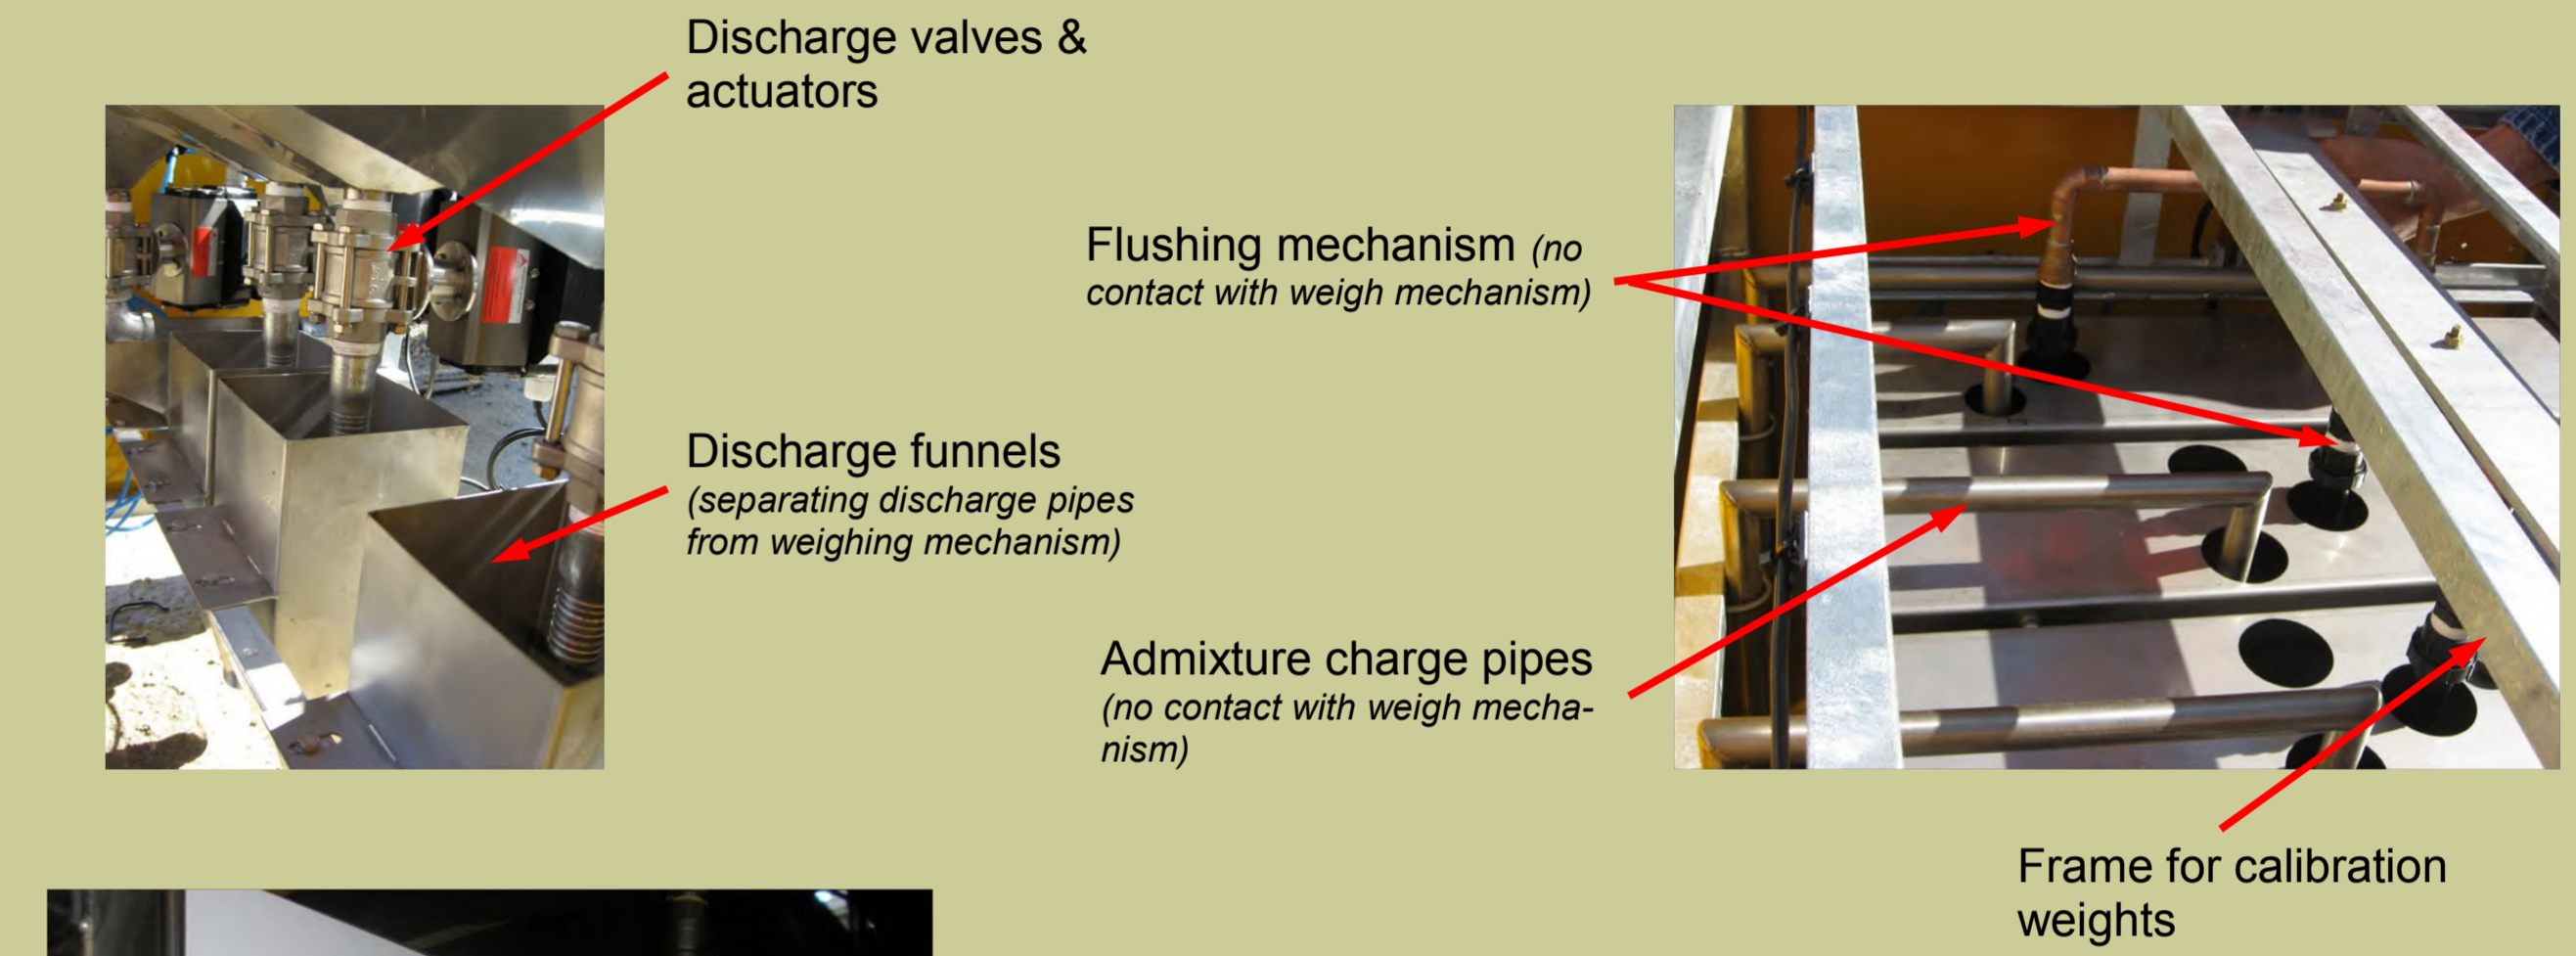 Discharge valves &
actuators
Flushing mechanism (no
contact with weigh mechanism)
Discharge funnels
(separating discharge pipes
from weighing mechanism)
Admixture charge pipes
(no contact with weigh mecha-
nism)
Frame for calibration
weights